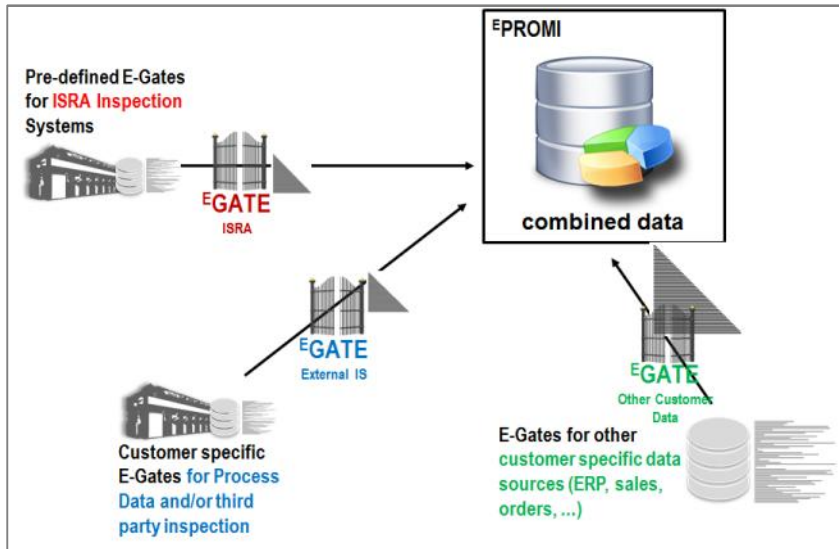 EPROMI
combined data
Pre-defined E-Gates
for ISRA Inspection
Systems
EGATE
ISRA
EGATE
External IS
Customer specific
E-Gates for Process
Data and/or third
party inspection
EGATE
Other Customer
Data
E-Gates for other
customer specific data
sources (ERP, sales,
orders, ...)